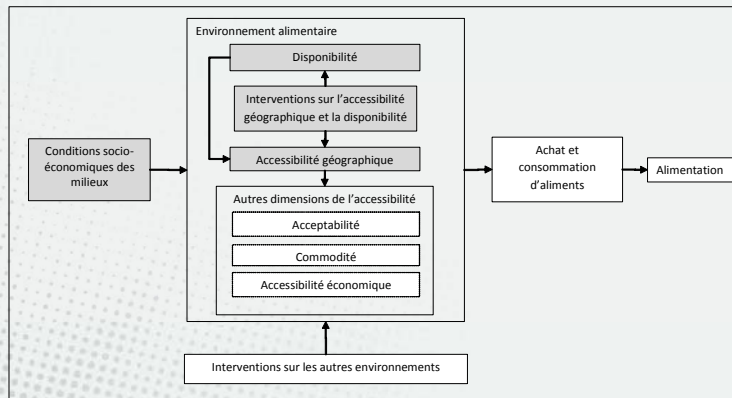 Environnement alimentaire
Disponibilité
Interventions sur l'accessibilité
géographique et la disponibilité
Conditions socio-
économiques des
milieux
Accessibilité géographique
Achat et
consommation
d'aliments
Alimentation
Autres dimensions de l'accessibilité
Acceptabilité
Commodité
Accessibilité économique
Interventions sur les autres environnements